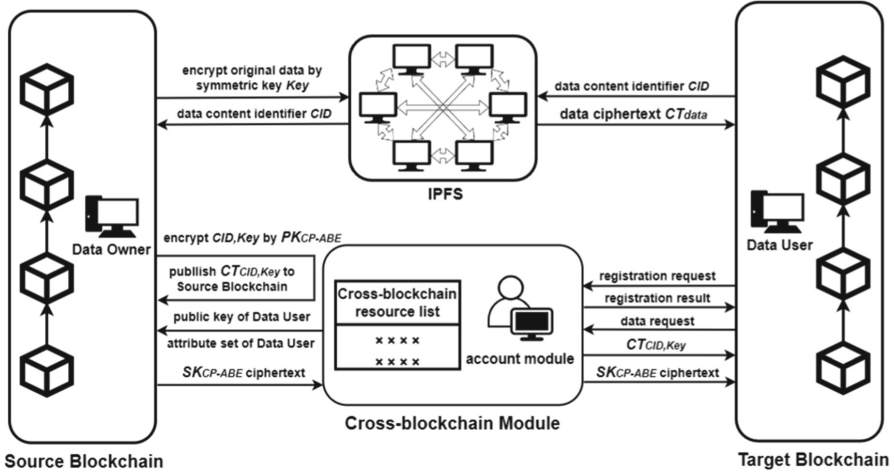 encrypt original data by
symmetric key Key
data content identifier CID
IPFS
data content identifier CID
data ciphertext CTdata
Data Owner
Data User
encrypt CID,Key by PKCP-ABE
publlish CTCID,Key to
Source Blockchain
public key of Data User
attribute set of Data User
SKCP-ABE ciphertext
Cross-blockchain
resource list
× × × ×
× × × ×
account module
registration request
registration result
data request
CTCID,Key
SKCP-ABE ciphertext
Cross-blockchain Module
Source Blockchain
Target Blockchain